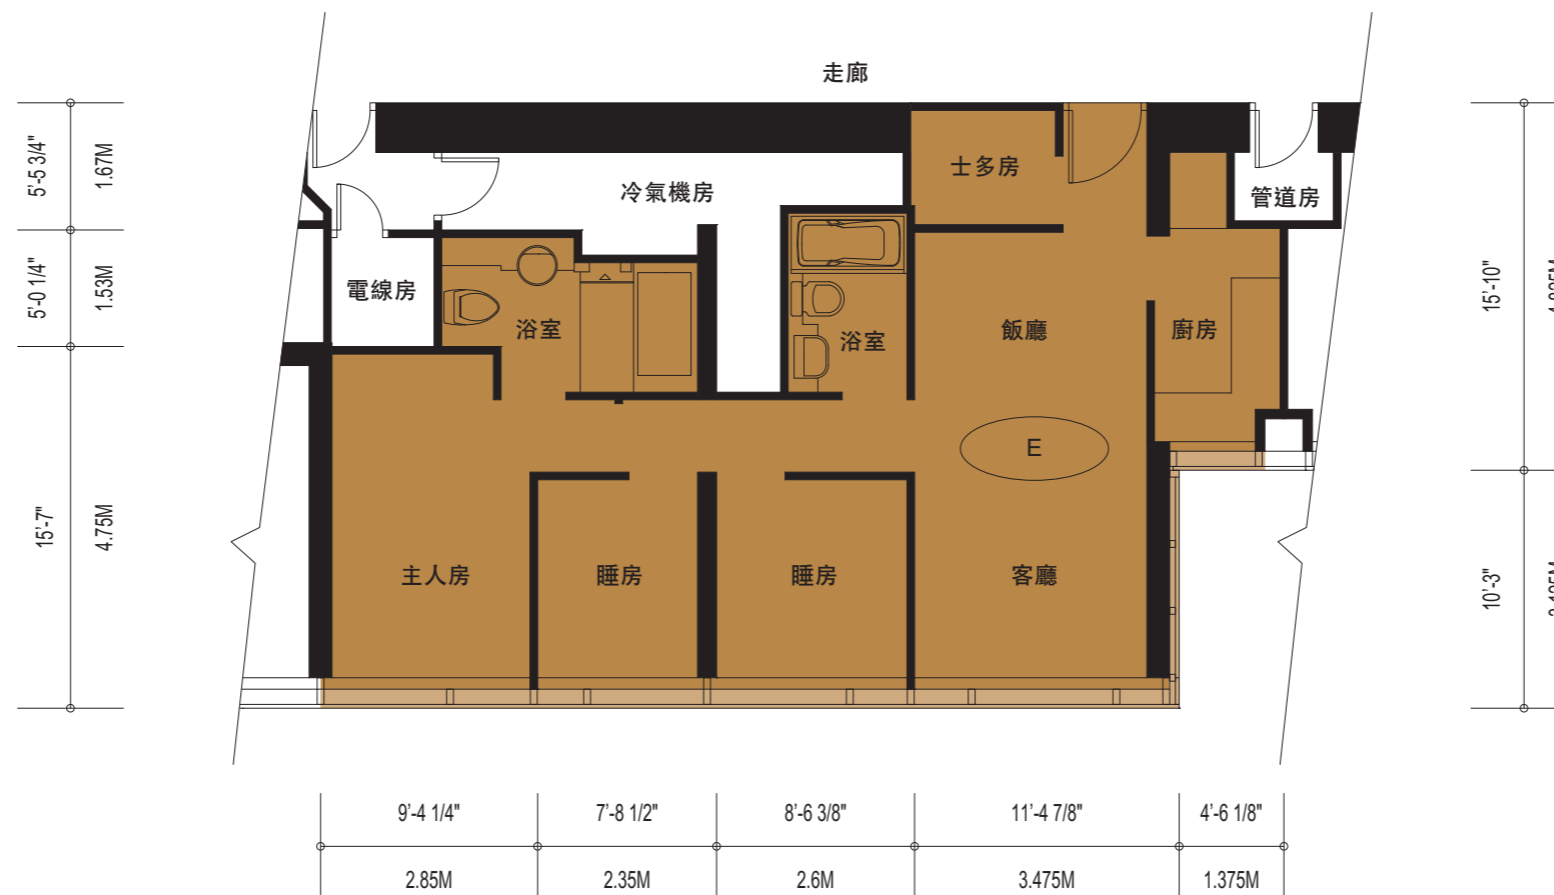 走廊
士多房
冷氣機房
管道房
電線房
浴室
浴室
飯廳
廚房
E
主人房
睡房
睡房
客廳
5'-5 3/4"
1.67M
5'-0 1/4"
1.53M
15'-7"
4.75M
15'-10"
10'-3"
9'-4 1/4"
7'-8 1/2"
8'-6 3/8"
11'-4 7/8"
4'-6 1/8"
2.85M
2.35M
2.6M
3.475M
1.375M